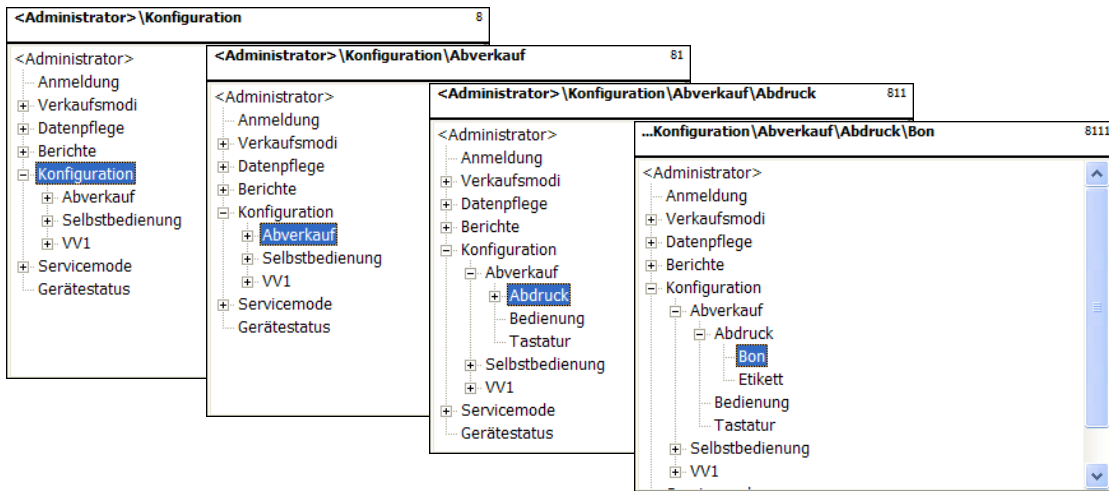 <Administrator>\Konfiguration 8
<Administrator>
Anmeldung
Verkaufsmodi
Datenpflege
Berichte
Konfiguration
Abverkauf
Selbstbedienung
VV1
Servicemode
Gerätestatus
<Administrator>\Konfiguration\Abverkauf 81
<Administrator>
Anmeldung
Verkaufsmodi
Datenpflege
Berichte
Konfiguration
Abverkauf
Selbstbedienung
VV1
Servicemode
Gerätestatus
<Administrator>\Konfiguration\Abverkauf\Abdruck 811
<Administrator>
Anmeldung
Verkaufsmodi
Datenpflege
Berichte
Konfiguration
Abverkauf
Abdruck
Bedienung
Tastatur
Selbstbedienung
VV1
Servicemode
Gerätestatus
...Konfiguration\Abverkauf\Abdruck\Bon 8111
<Administrator>
Anmeldung
Verkaufsmodi
Datenpflege
Berichte
Konfiguration
Abverkauf
Abdruck
Bon
Etikett
Bedienung
Tastatur
Selbstbedienung
VV1